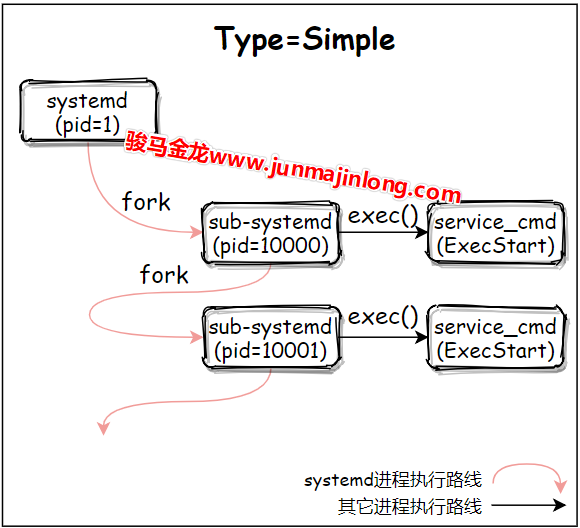 Type=Simple
systemd
(pid=1)
骏马金龙www.junmajinlong.com
fork
sub-systemd
(pid=10000)
exec()
service_cmd
(ExecStart)
fork
sub-systemd
(pid=10001)
exec()
service_cmd
(ExecStart)
systemd进程执行路线
其它进程执行路线